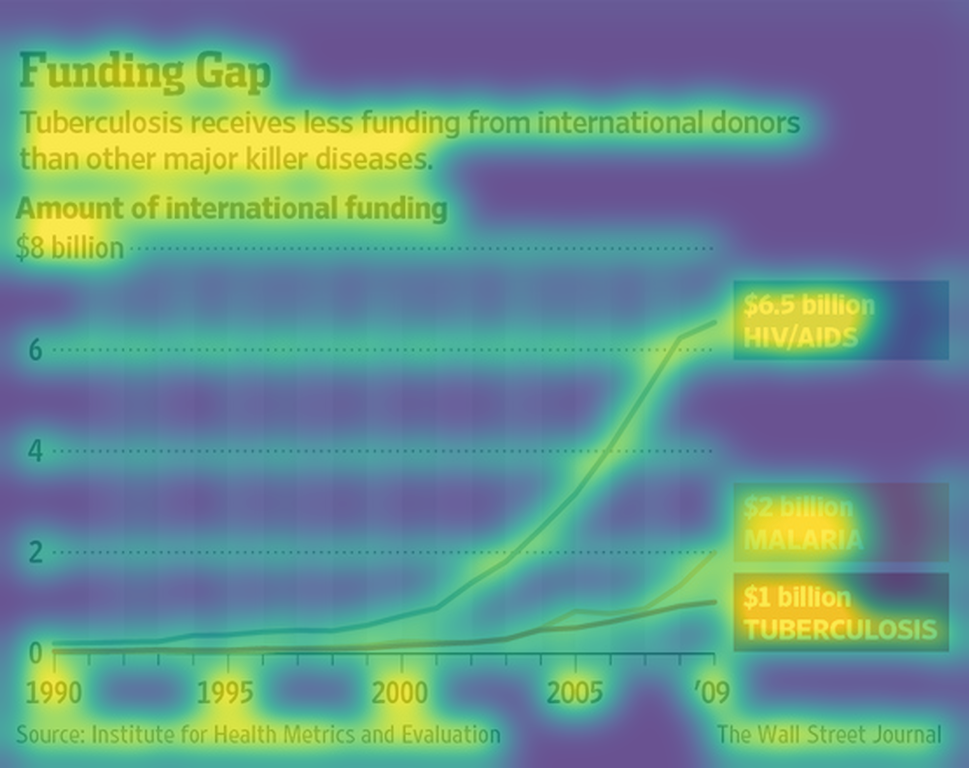 Funding Gap
Tuberculosis receives less funding from international donors
than other major killer diseases.
Amount of international funding
$8 billion
$6.5 billion
HIV/AIDS
6
4
$2 billion
MALARIA
2
$1 billion
TUBERCULOSIS
0
1990 1995 2000 2005 '09
Source: Institute for Health Metrics and Evaluation The Wall Street Journal